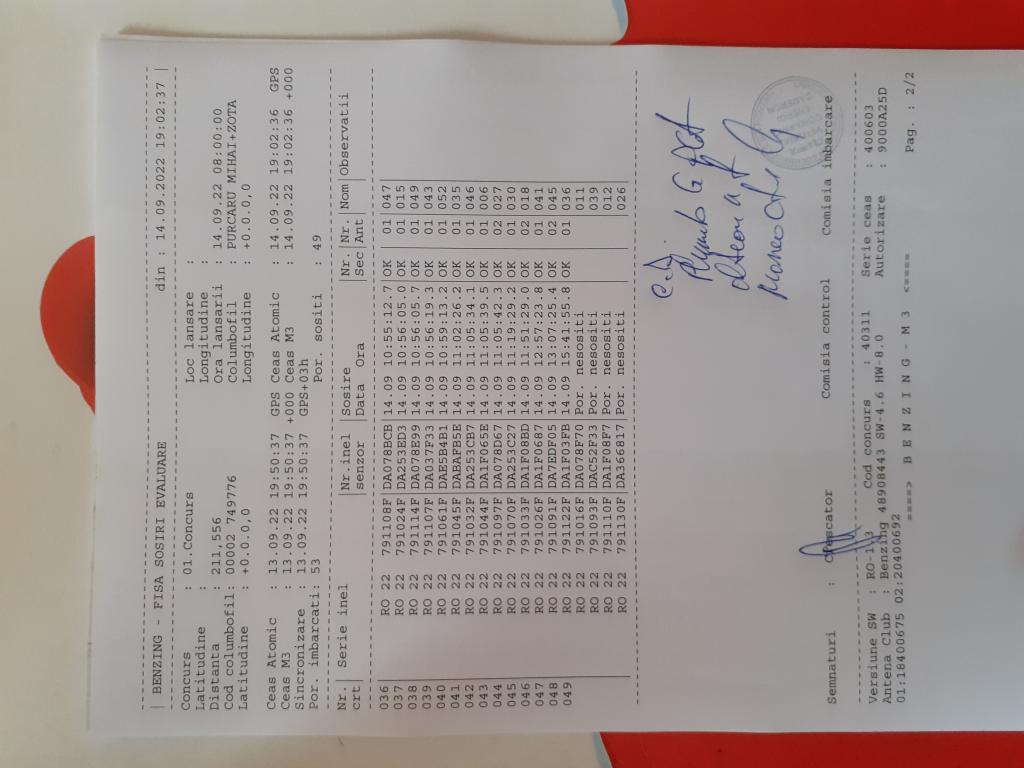 | BENZING - FISA SOSIRI EVALUARE din : 14.09.2022 19:02:37 |
Concurs : 01.Concurs Loc lansare :
Latitudine : Longitudine :
Distanta : 211,556 Ora lansarii : 14.09.22 08:00:00
Cod columbofil: 00002 749776 Columbofil : PURCARU MIHAI+ZOTA
Latitudine : +0.0.0,0 Longitudine : +0.0.0,0
Ceas Atomic : 13.09.22 19:50:37 GPS Ceas Atomic : 14.09.22 19:02:36 GPS
Ceas M3 : 13.09.22 19:50:37 +000 Ceas M3 : 14.09.22 19:02:36 +000
Sincronizare : 13.09.22 19:50:37 GPS+03h
Por. imbarcati: 53 Por. sositi : 49
Nr.| Serie inel |Nr.inel |Sosire |Nr.|Nr.|Nom|Observatii
crt| |senzor |Data Ora |Sec|Ant
036 RO 22 791108F|DA078BCB|14.09 10:55:12.7|OK 01 047
037 RO 22 791024F|DA253ED3|14.09 10:56:05.0|OK 01 015
038 RO 22 791114F|DA078E99|14.09 10:56:05.7|OK 01 049
039 RO 22 791107F|DA037F33|14.09 10:56:19.3|OK 01 043
040 RO 22 791061F|DAE5B4B1|14.09 10:59:13.2|OK 01 052
041 RO 22 791045F|DABAFB5E|14.09 11:02:26.2|OK 01 035
042 RO 22 791032F|DA253CB7|14.09 11:05:34.1|OK 01 046
043 RO 22 791044F|DA1F065E|14.09 11:05:39.5|OK 01 006
044 RO 22 791097F|DA078D67|14.09 11:05:42.3|OK 02 027
045 RO 22 791070F|DA253C27|14.09 11:19:29.2|OK 01 030
046 RO 22 791033F|DA1F08BD|14.09 11:51:29.0|OK 02 018
047 RO 22 791026F|DA1F0687|14.09 12:57:23.8|OK 01 041
048 RO 22 791091F|DA7EDF05|14.09 13:07:25.4|OK 02 045
049 RO 22 791122F|DA1F03FB|14.09 15:41:55.8|OK 01 036
RO 22 791016F|DA078F70|Por. nesositi 011
RO 22 791093F|DAC52F33|Por. nesositi 039
RO 22 791110F|DA1F08F7|Por. nesositi 012
RO 22 791130F|DA366817|Por. nesositi 026
Semnaturi : Crescator Comisia control Comisia imbarcare
Versiune SW : RO-1.3 Cod concurs : 40311 Serie ceas : 400603
Antena Club : Benzing 48908443 SW-4.6 HW-8.0 Autorizare : 9000A25D
01:18400675 02:20400692
====> B E N Z I N G - M 3 <====
Pag. : 2/2